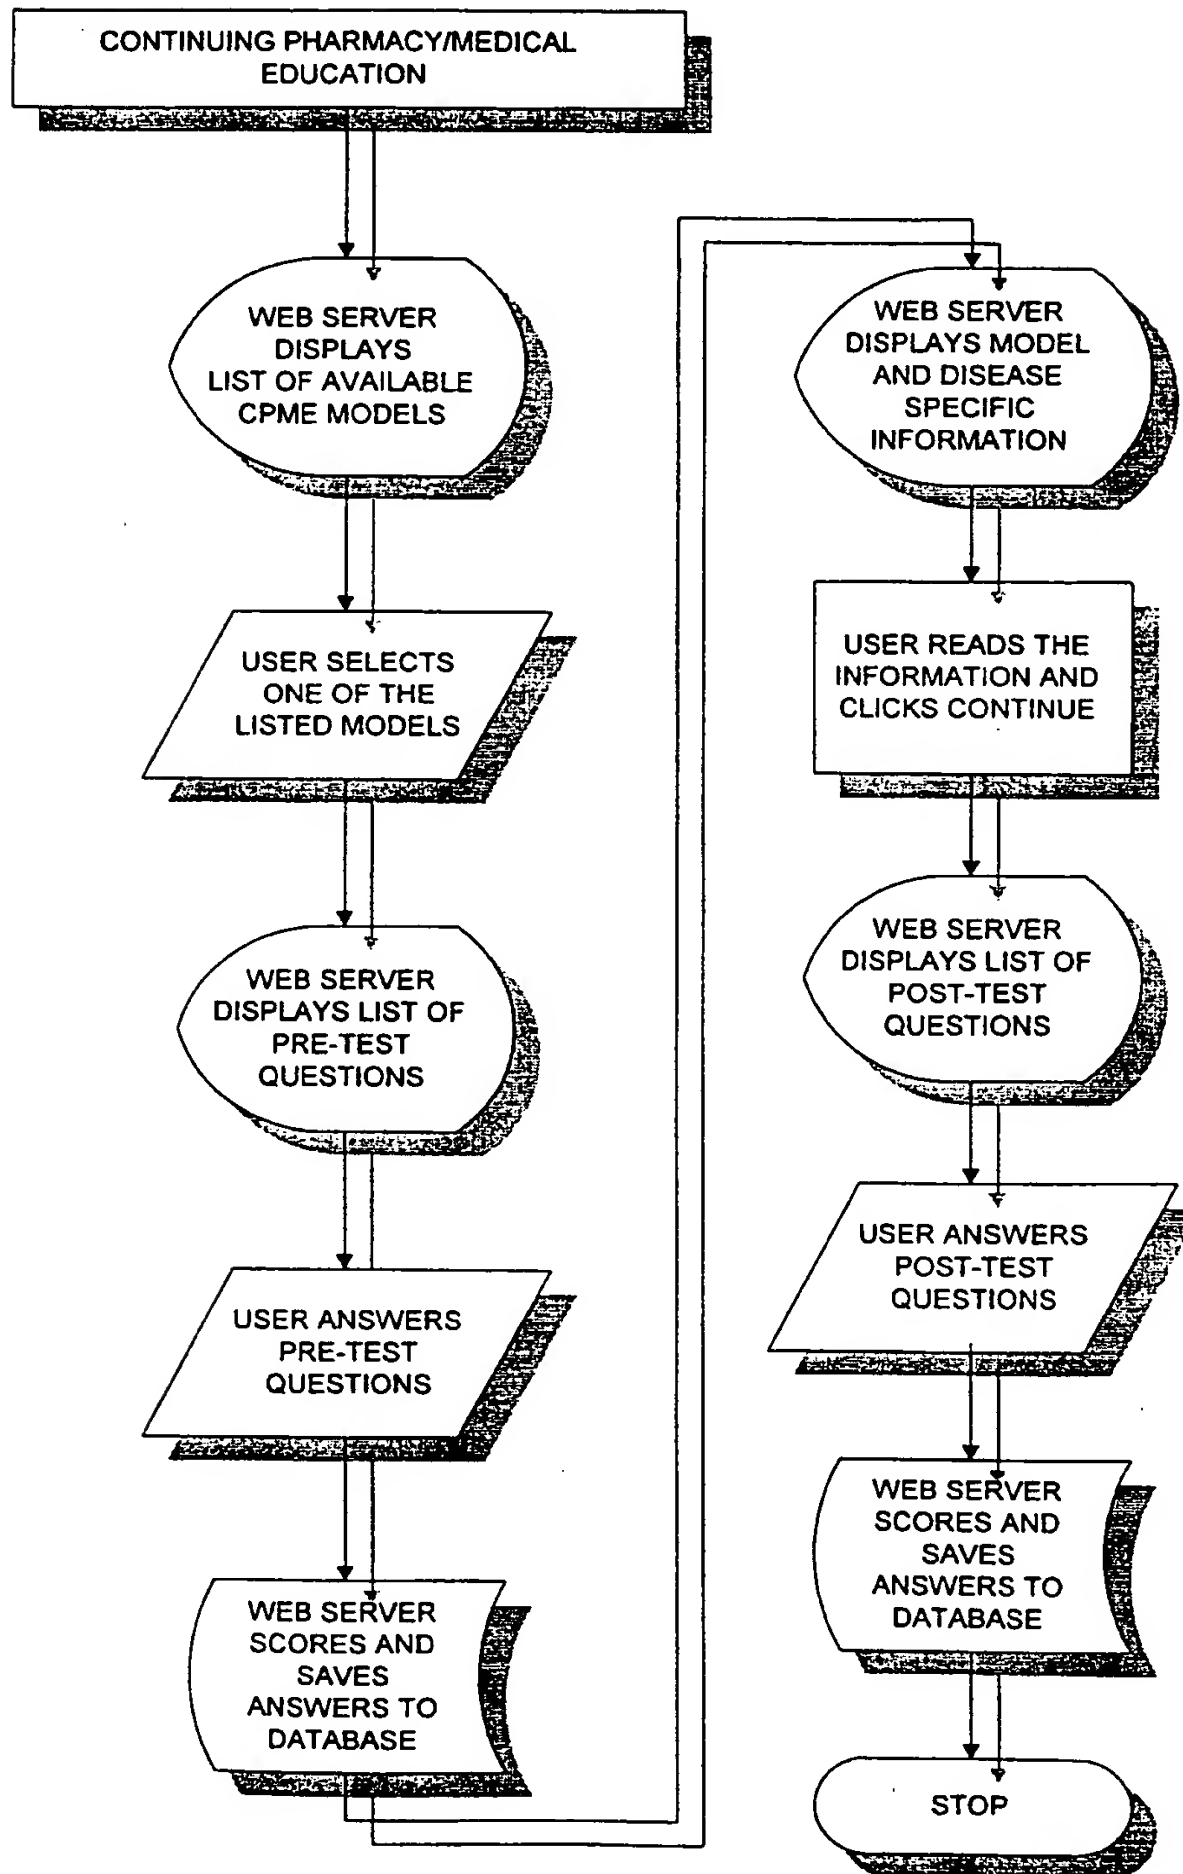 CONTINUING PHARMACY/MEDICAL
EDUCATION
WEB SERVER
DISPLAYS
LIST OF AVAILABLE
CPME MODELS
USER SELECTS
ONE OF THE
LISTED MODELS
WEB SERVER
DISPLAYS LIST OF
PRE-TEST
QUESTIONS
USER ANSWERS
PRE-TEST
QUESTIONS
WEB SERVER
SCORES AND
SAVES
ANSWERS TO
DATABASE
WEB SERVER
DISPLAYS MODEL
AND DISEASE
SPECIFIC
INFORMATION
USER READS THE
INFORMATION AND
CLICKS CONTINUE
WEB SERVER
DISPLAYS LIST OF
POST-TEST
QUESTIONS
USER ANSWERS
POST-TEST
QUESTIONS
WEB SERVER
SCORES AND
SAVES
ANSWERS TO
DATABASE
STOP